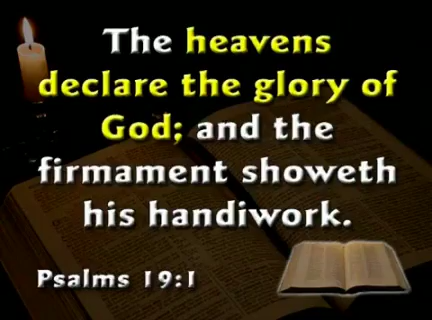 The heavens
declare the glory of
God; and the
firmament showeth
his handiwork.
Psalms 19:1